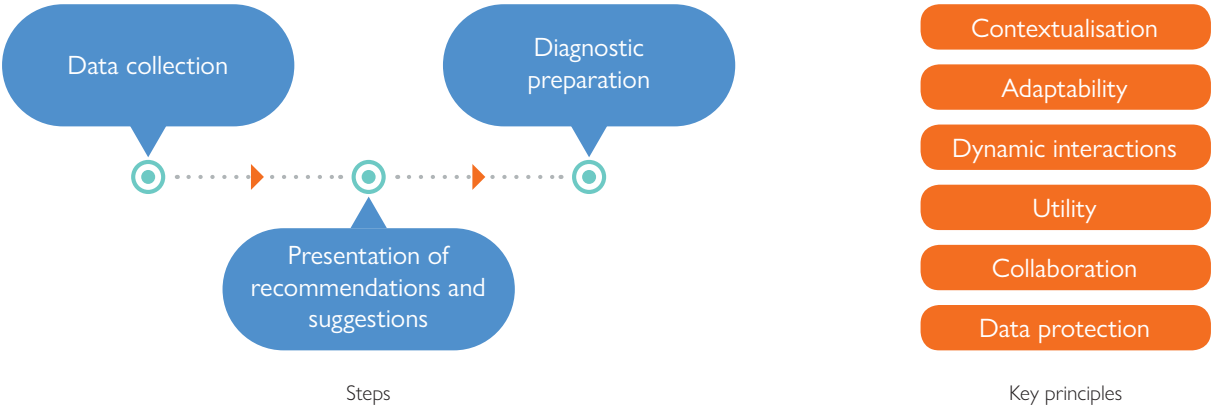 Data collection
Presentation of
recommendations and
suggestions
Diagnostic
preparation
Steps
Contextualisation
Adaptability
Dynamic interactions
Utility
Collaboration
Data protection
Key principles